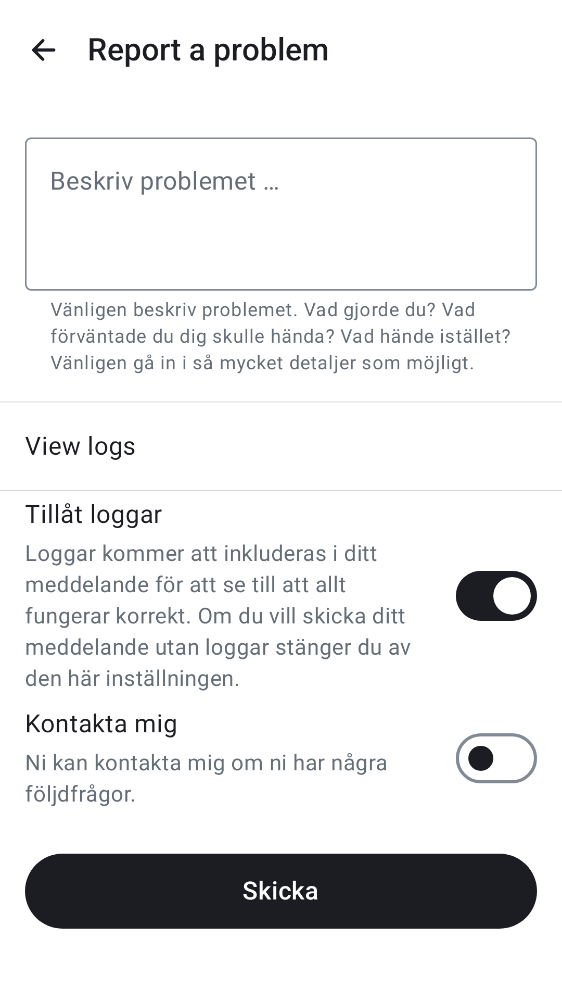 Report a problem
Beskriv problemet …
Vänligen beskriv problemet. Vad gjorde du? Vad
förväntade du dig skulle hända? Vad hände istället?
Vänligen gå in i så mycket detaljer som möjligt.
View logs
Tillåt loggar
Loggar kommer att inkluderas i ditt
meddelande för att se till att allt
fungerar korrekt. Om du vill skicka ditt
meddelande utan loggar stänger du av
den här inställningen.
Kontakta mig
Ni kan kontakta mig om ni har några
följdfrågor.
Skicka